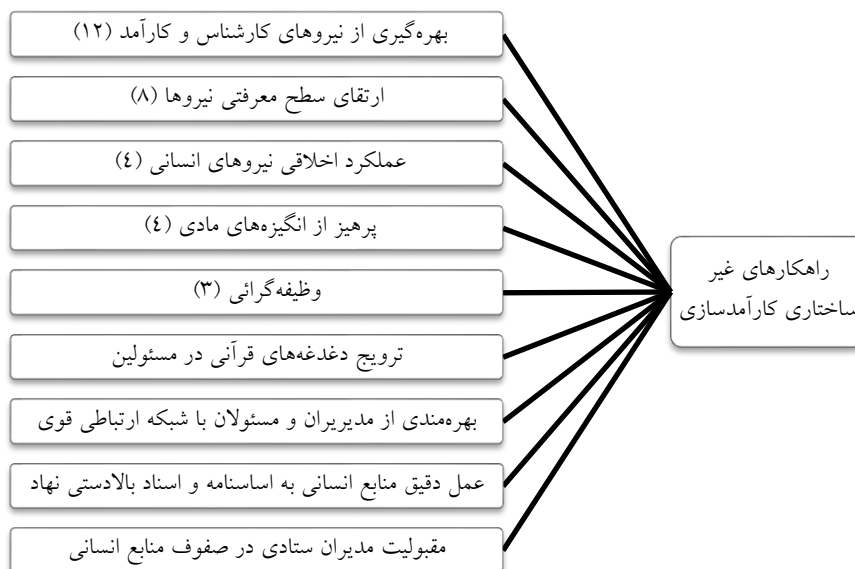 بهره‌گیری از نیروهای کارشناس و کارآمد (۱۲)
ارتقای سطح معرفتی نیروها (۸)
عملکرد اخلاقی نیروهای انسانی (٤)
پرهیز از انگیزه‌های مادی (٤)
وظیفه‌گرائی (۳)
ترویج دغدغه‌های قرآنی در مسئولین
بهره‌مندی از مدیریران و مسئولان با شبکه ارتباطی قوی
عمل دقیق منابع انسانی به اساسنامه و اسناد بالادستی نهاد
مقبولیت مدیران ستادی در صفوف منابع انسانی
راهکارهای غیر
ساختاری کارآمدسازی